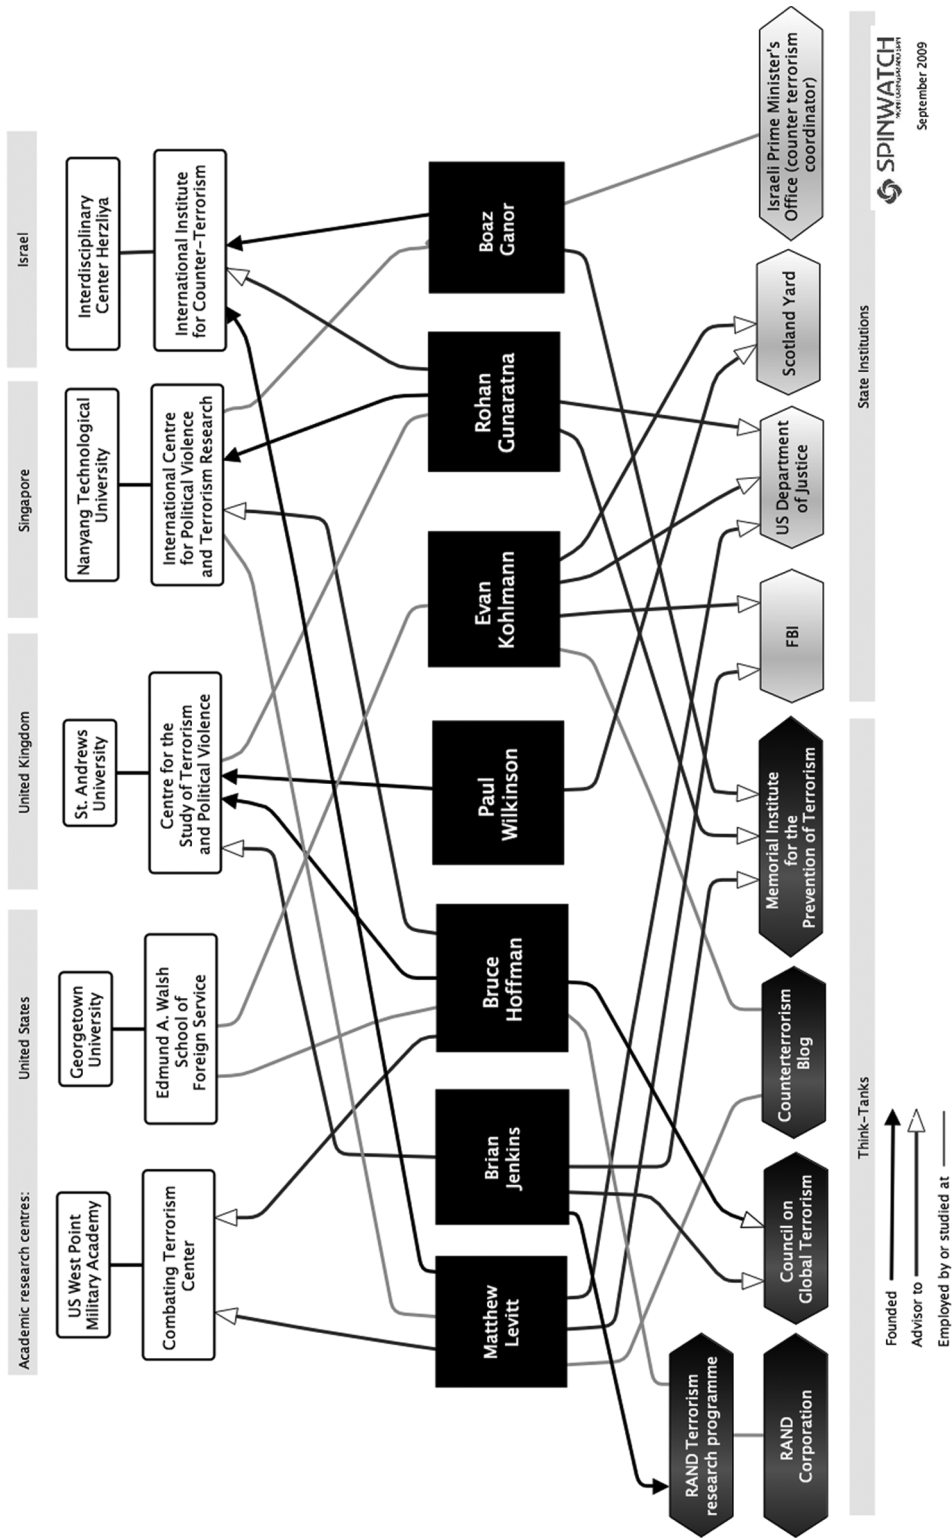 Academic research centres:
United States
United Kingdom
Singapore
Israel
US West Point
Military Academy
Georgetown
University
St. Andrews
University
Nanyang Technological
University
Interdisciplinary
Center Herzliya
Combating Terrorism
Center
Edmund A. Walsh
School of
Foreign Service
Centre for the
Study of Terrorism
and Political Violence
International Centre
for Political Violence
and Terrorism Research
International Institute
for Counter-Terrorism
Matthew
Levitt
Brian
Jenkins
Bruce
Hoffman
Paul
Wilkinson
Evan
Kohlmann
Rohan
Gunaratna
Boaz
Ganor
RAND Terrorism
research programme
RAND
Corporation
Council on
Global Terrorism
Counterterrorism
Blog
Memorial Institute
for the
Prevention of Terrorism
FBI
US Department
of Justice
Scotland Yard
Israeli Prime Minister's
Office (counter terrorism
coordinator)
Think-Tanks
State Institutions
Founded
Advisor to
Employed by or studied at
SPINWATCH
September 2009